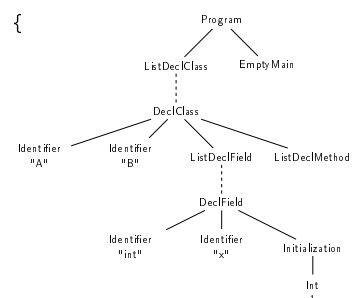 {
Program
ListDeclClass EmptyMain
DeclClass
Identifier Identifier ListDeclField ListDeclMethod
"A" "B"
DeclField
Identifier Identifier Initialization
"int" "x"
Int